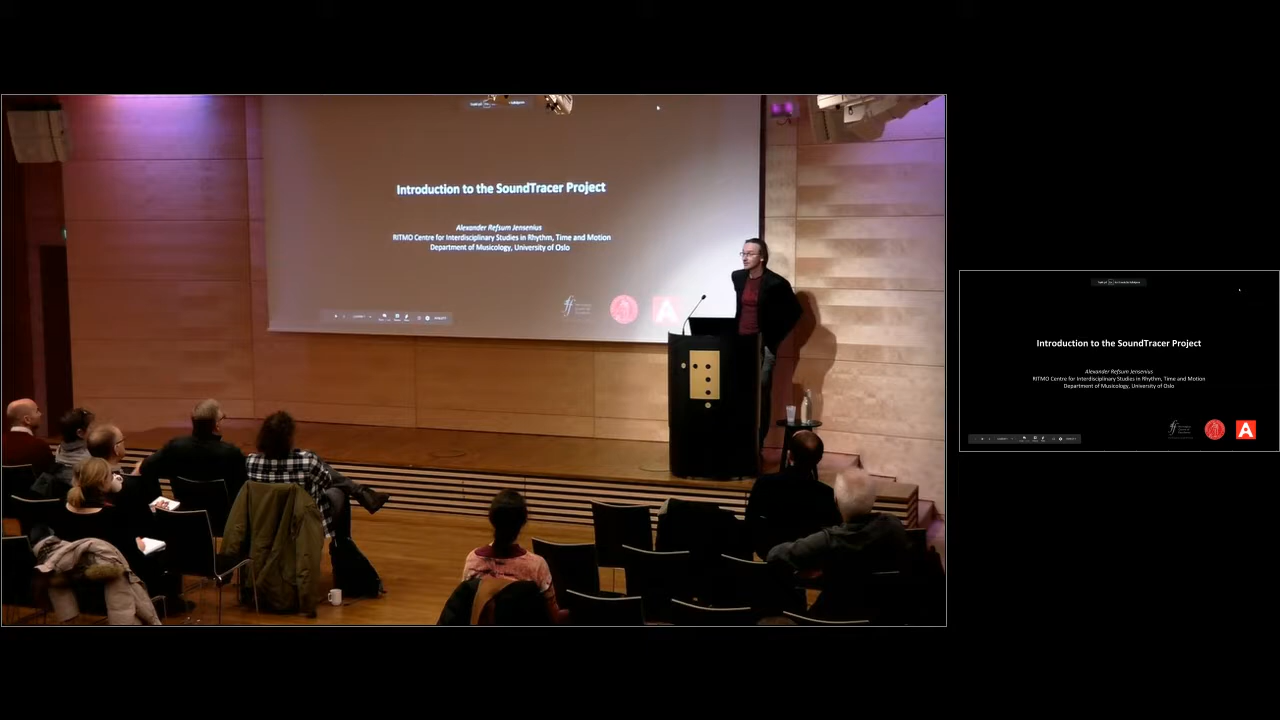 Introduction to the SoundTracer Project
Alexander Refsum Jensenius
RITMO Centre for Interdisciplinary Studies in Rhythm, Time and Motion
Department of Musicology, University of Oslo
A
Introduction to the SoundTracer Project
Alexander Refsum Jensenius
RITMO Centre for Interdisciplinary Studies in Rhythm, Time and Motion
Department of Musicology, University of Oslo
A